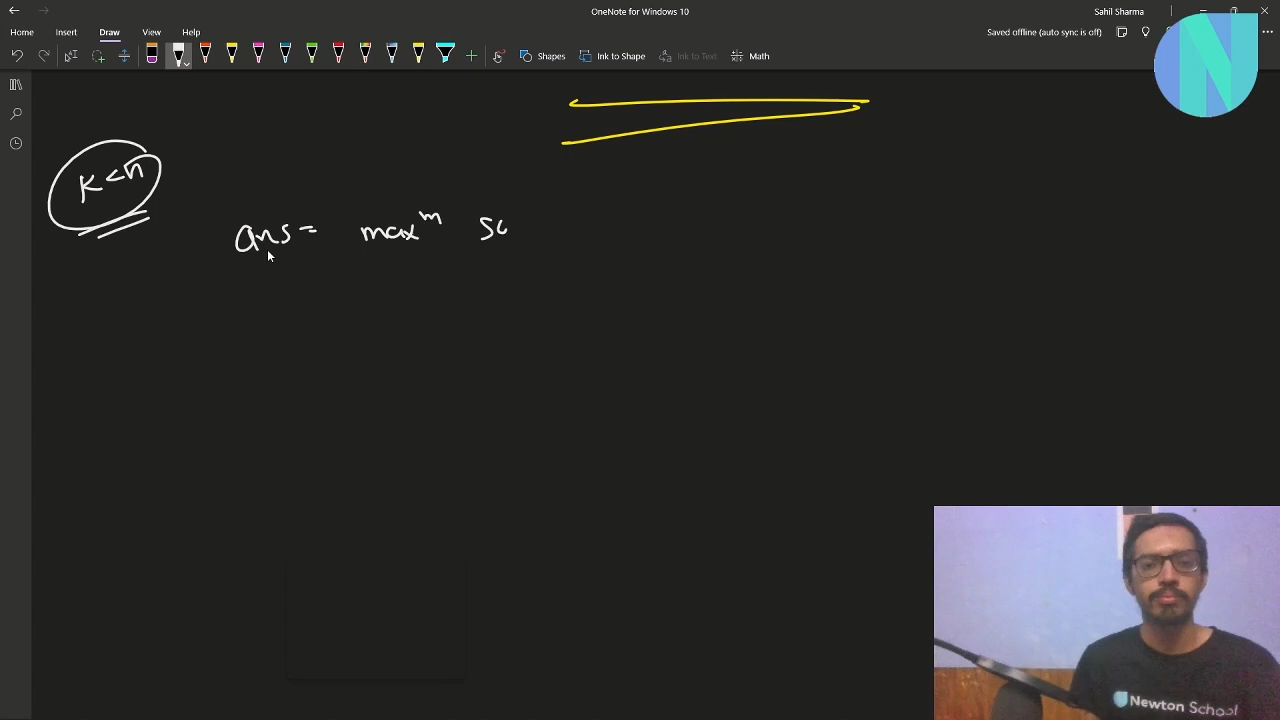 OneNote for Windows 10
Sahil Sharma
Home Insert Draw View Help
Saved offline (auto sync is off)
Shapes Ink to Shape Ink to Text Math
K<n
ans = max^m sc
Newton School